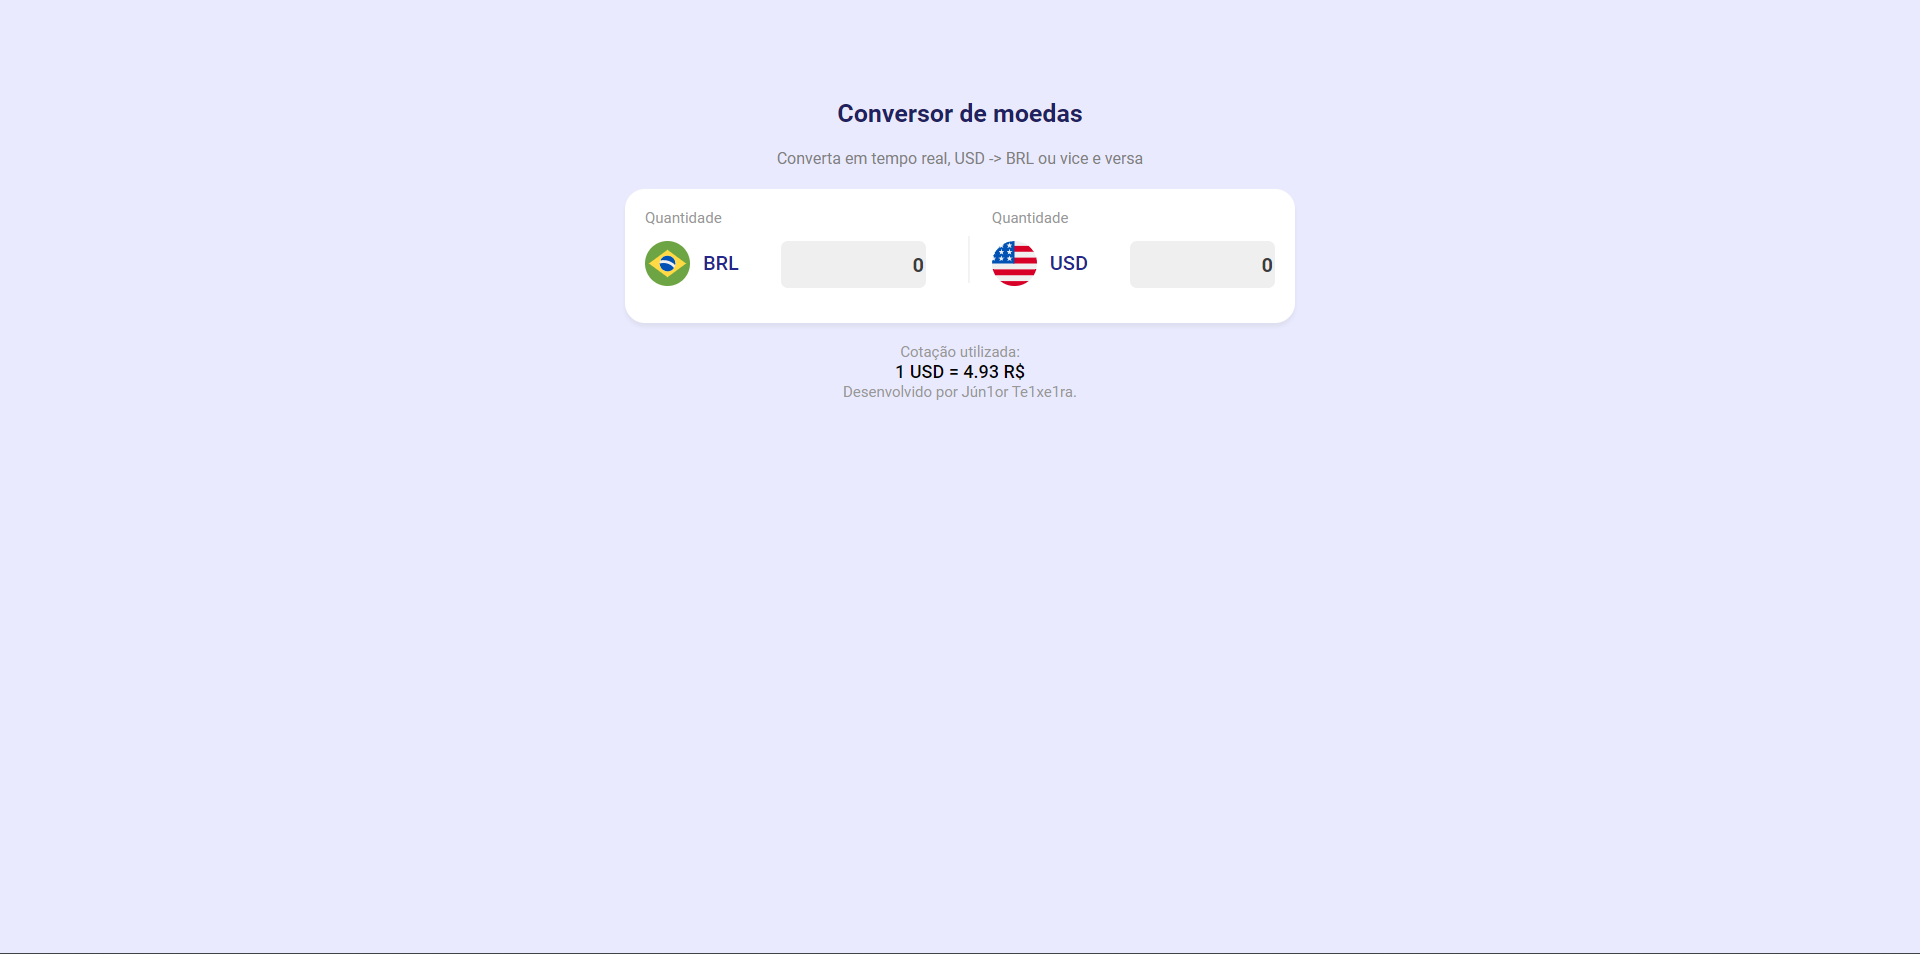 Conversor de moedas
Converta em tempo real, USD -> BRL ou vice e versa
Quantidade
BRL 0
Quantidade
USD 0
Cotação utilizada:
1 USD = 4.93 R$
Desenvolvido por Jún1or Te1xe1ra.